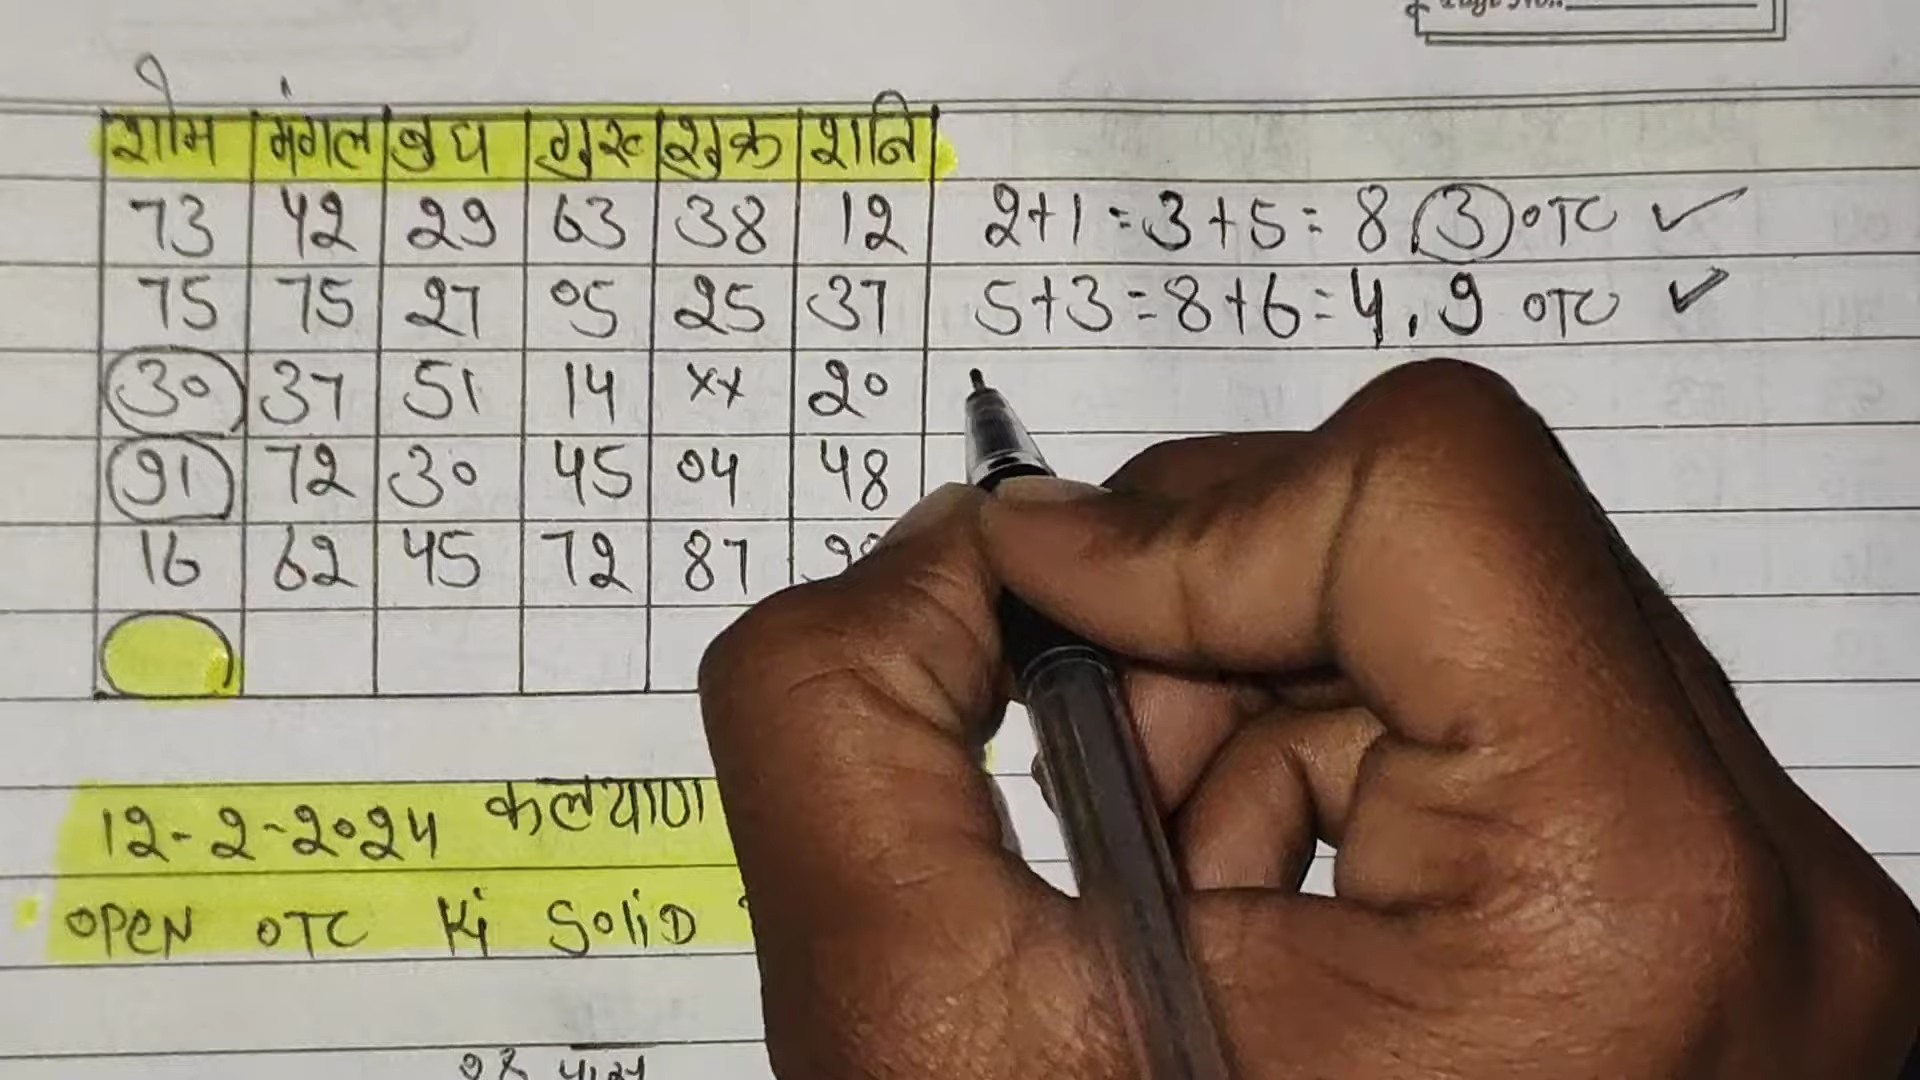 Page No.:
शोम मंगल बुध गुरु शुक्र शनि
73 42 29 63 38 12 2+1=3+5=8 3 OTC ✓
75 75 27 05 25 37 5+3=8+6=4,9 OTC ✓
30 37 51 14 ** 20
91 72 30 45 04 48
16 62 45 72 87
12-2-2024 कल्याण
OPEN OTC Ki SoliD